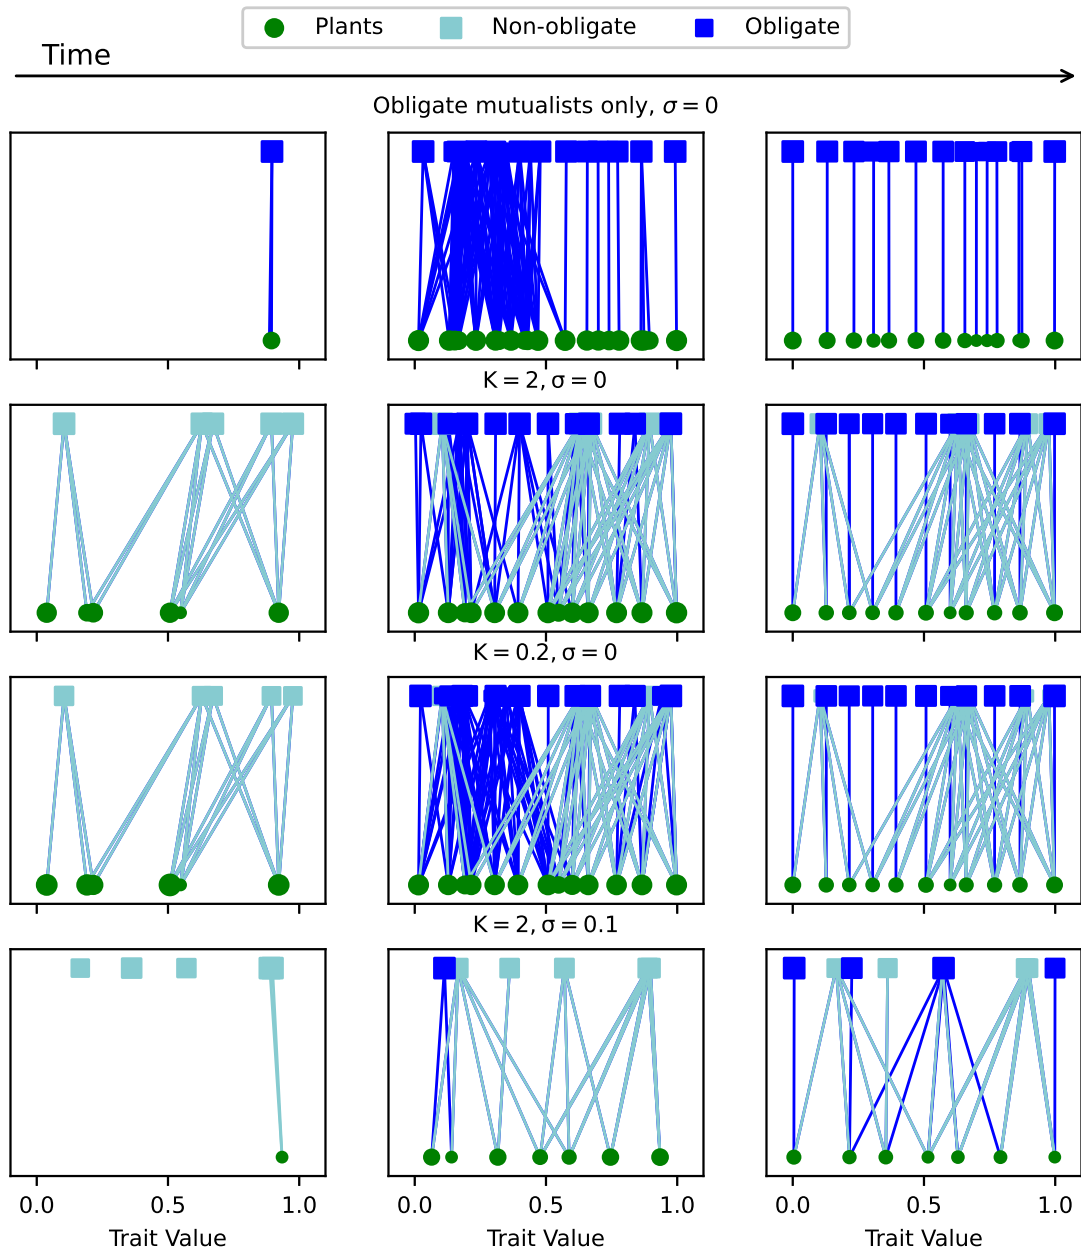 Plants Non-obligate Obligate
Time
Obligate mutualists only, σ = 0
K = 2, σ = 0
K = 0.2, σ = 0
K = 2, σ = 0.1
0.0 0.5 1.0 0.0 0.5 1.0 0.0 0.5 1.0
Trait Value Trait Value Trait Value